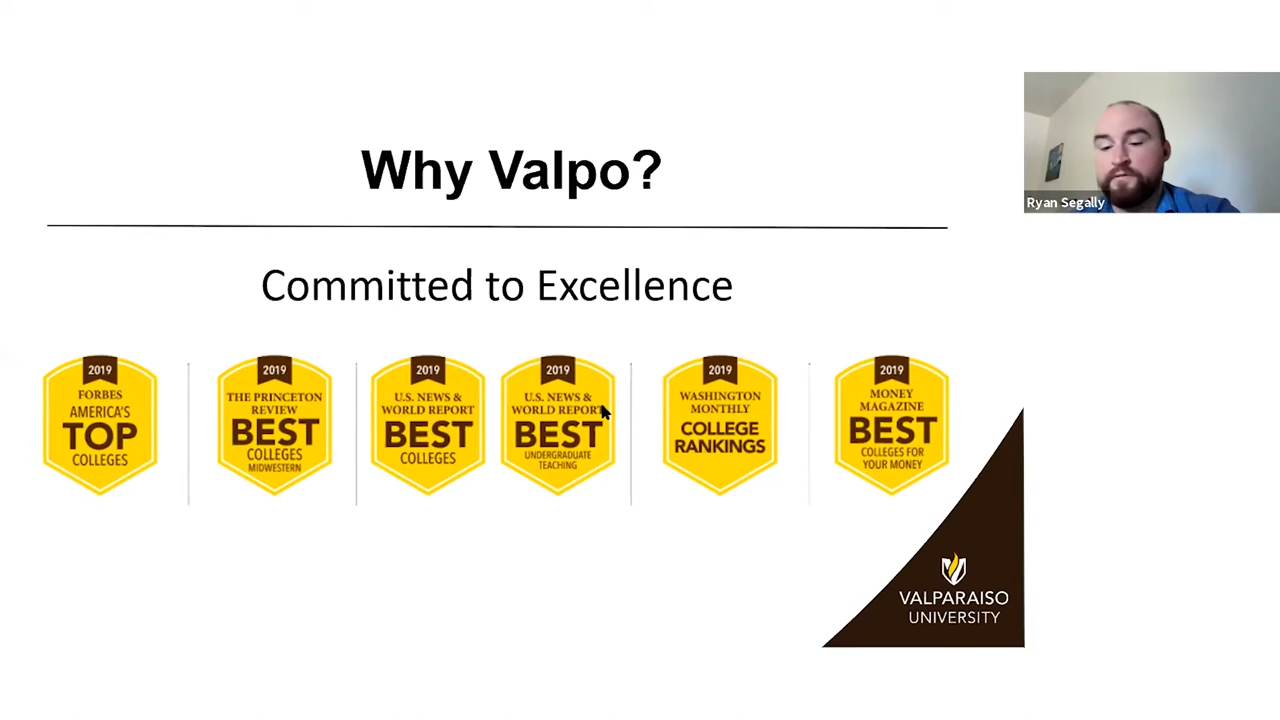 Why Valpo?
Ryan Segally
Committed to Excellence
2019
FORBES
AMERICA'S
TOP
COLLEGES
2019
THE PRINCETON
REVIEW
BEST
COLLEGES
MIDWESTERN
2019
U.S. NEWS &
WORLD REPORT
BEST
COLLEGES
2019
U.S. NEWS &
WORLD REPORT
BEST
UNDERGRADUATE
TEACHING
2019
WASHINGTON
MONTHLY
COLLEGE
RANKINGS
2019
MONEY
MAGAZINE
BEST
COLLEGES FOR
YOUR MONEY
VALPARAISO
UNIVERSITY